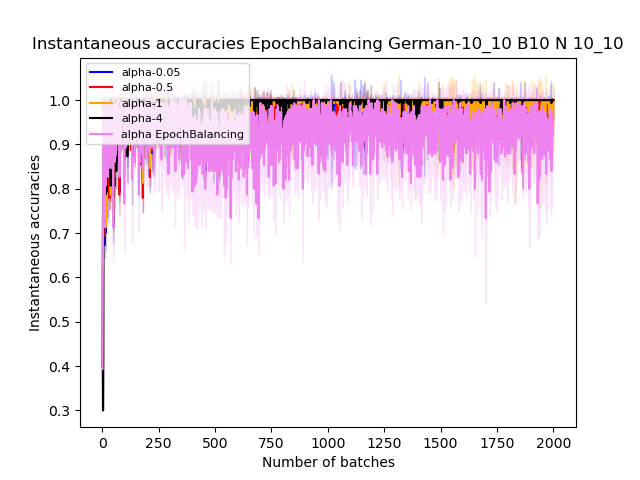 Instantaneous accuracies EpochBalancing German-10_10 B10 N 10_10
alpha-0.05
alpha-0.5
alpha-1
alpha-4
alpha EpochBalancing
1.0
0.9
0.8
0.7
0.6
0.5
0.4
0.3
Instantaneous accuracies
0 250 500 750 1000 1250 1500 1750 2000
Number of batches